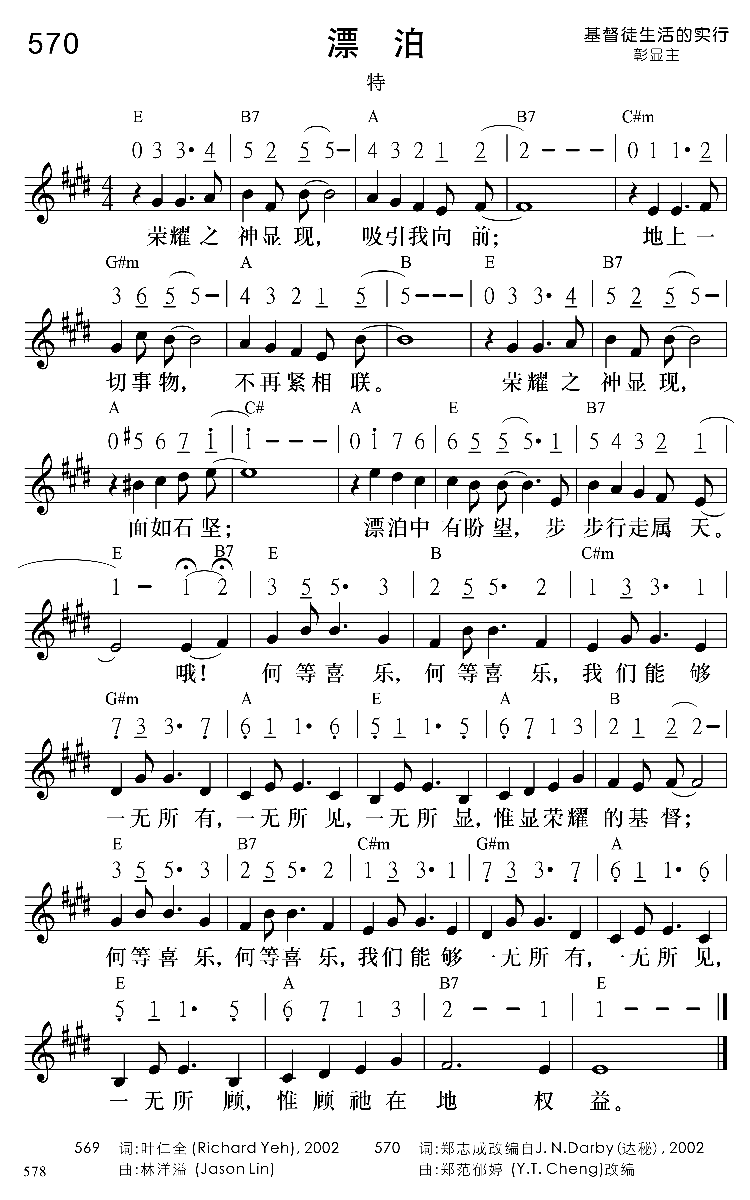 570
漂 泊
基督徒生活的实行
彰显主
特
E B7 A B7 C#m
0 3 3· 4 | 5 2 5 5– | 4 3 2 1 2 | 2 – – – | 0 1 1· 2
荣耀之 神显现， 吸引我向 前； 地上一
G#m A B E B7
3 6 5 5– | 4 3 2 1 5 | 5 – – – | 0 3 3· 4 | 5 2 5 5–
切事物， 不再紧相 联。 荣耀之 神显现，
A C# A E B7
0 #5 6 7 i | i – – – | 0 i 7 6 | 6 5 5 5· 1 | 5 4 3 2 1
面如石 坚； 漂泊中 有盼望， 步 步行走属 天。
E B7 E B C#m
1 – 1 2 | 3 5 5· 3 | 2 5 5· 2 | 1 3 3· 1
哦！ 何等喜 乐，何等喜 乐，我们能 够
G#m A E A B
7 3 3· 7 | 6 1 1· 6 | 5 1 1· 5 | 6 7 1 3 | 2 1 2 2–
一无所 有，一无所 见，一无所 显，惟显荣耀 的基 督；
E B7 C#m G#m A
3 5 5· 3 | 2 5 5· 2 | 1 3 3· 1 | 7 3 3· 7 | 6 1 1· 6
何等喜 乐，何等喜 乐，我们能 够 一无所 有，一无所 见，
E A B7 E
5 1 1· 5 | 6 7 1 3 | 2 – – 1 | 1 – – –
一无所 顾，惟顾祂在 地 权 益。
569 词:叶仁全 (Richard Yeh), 2002 570 词:郑志成改编自J. N.Darby (达秘), 2002
578 曲:林洋溢 (Jason Lin) 曲:郑范郁婷 (Y.T. Cheng)改编